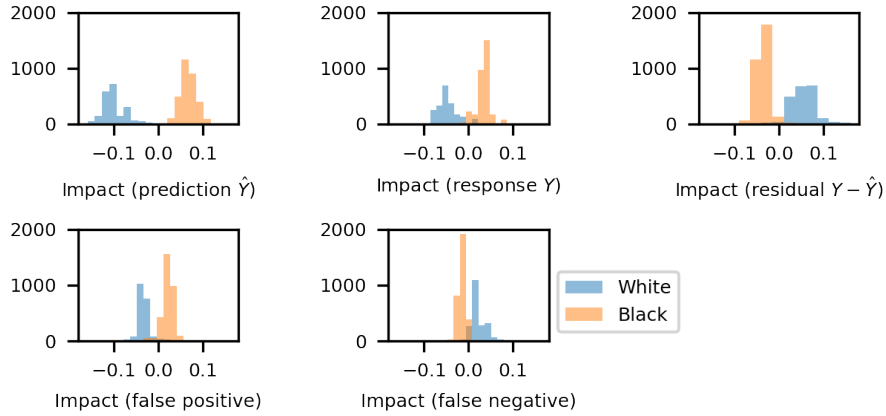 2000 2000 2000
1000 1000 1000
0 0 0
−0.1 0.0 0.1 −0.1 0.0 0.1 −0.1 0.0 0.1
Impact (prediction Ŷ) Impact (response Y) Impact (residual Y − Ŷ)
2000 2000
1000 1000
0 0
White
Black
−0.1 0.0 0.1 −0.1 0.0 0.1
Impact (false positive) Impact (false negative)